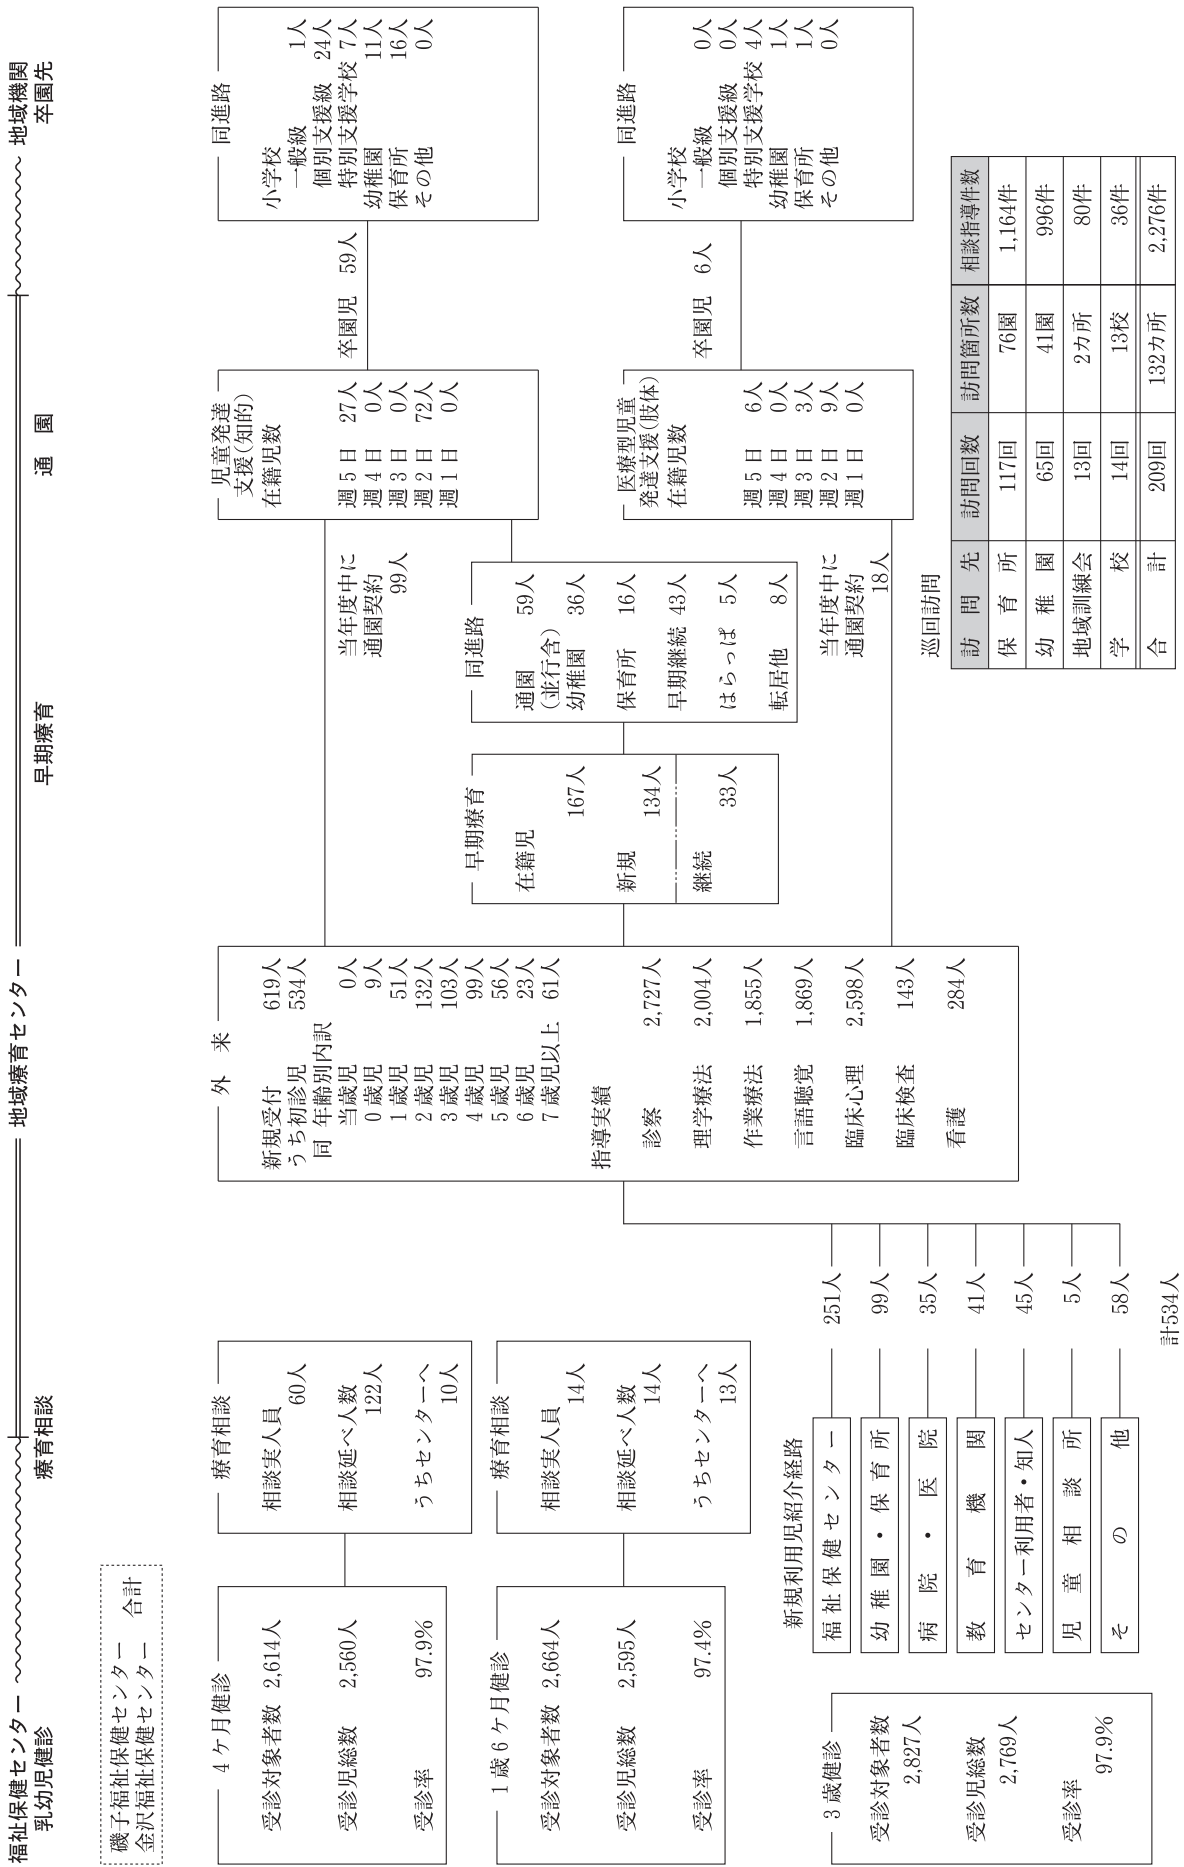 福祉保健センター 地域療育センター 地域機関
乳幼児健診 療育相談 早期療育 通園 卒園先
磯子福祉保健センター 合計
金沢福祉保健センター
4ケ月健診
受診対象者数 2,614人
受診児総数 2,560人
受診率 97.9%
療育相談
相談実人員
60人
相談延べ人数
122人
うちセンターへ
10人
1歳6ケ月健診
受診対象者数 2,664人
受診児総数 2,595人
受診率 97.4%
療育相談
相談実人員
14人
相談延べ人数
14人
うちセンターへ
13人
3歳健診
受診対象者数
2,827人
受診児総数
2,769人
受診率
97.9%
新規利用児紹介経路
福祉保健センター 251人
幼稚園・保育所 99人
病院・医院 35人
教育機関 41人
センター利用者・知人 45人
児童相談所 5人
その他 58人
計534人
外来
新規受付 619人
うち初診児 534人
同 年齢別内訳
当歳児 0人
0歳児 9人
1歳児 51人
2歳児 132人
3歳児 103人
4歳児 99人
5歳児 56人
6歳児 23人
7歳児以上 61人
指導実績
診察 2,727人
理学療法 2,004人
作業療法 1,855人
言語聴覚 1,869人
臨床心理 2,598人
臨床検査 143人
看護 284人
早期療育
在籍児
167人
新規
134人
継続
33人
同進路
通園 59人
(並行含)
幼稚園 36人
保育所 16人
早期継続 43人
はらっぱ 5人
転居他 8人
当年度中に
通園契約
99人
当年度中に
通園契約
18人
児童発達
支援(知的)
在籍児数
週5日 27人
週4日 0人
週3日 0人
週2日 72人
週1日 0人
卒園児 59人
同進路
小学校
一般級 1人
個別支援級 24人
特別支援学校 7人
幼稚園 11人
保育所 16人
その他 0人
医療型児童
発達支援(肢体)
在籍児数
週5日 6人
週4日 0人
週3日 3人
週2日 9人
週1日 0人
卒園児 6人
同進路
小学校
一般級 0人
個別支援級 0人
特別支援学校 4人
幼稚園 1人
保育所 1人
その他 0人
巡回訪問
訪問先 訪問回数 訪問箇所数 相談指導件数
保育所 117回 76園 1,164件
幼稚園 65回 41園 996件
地域訓練会 13回 2カ所 80件
学校 14回 13校 36件
合計 209回 132カ所 2,276件